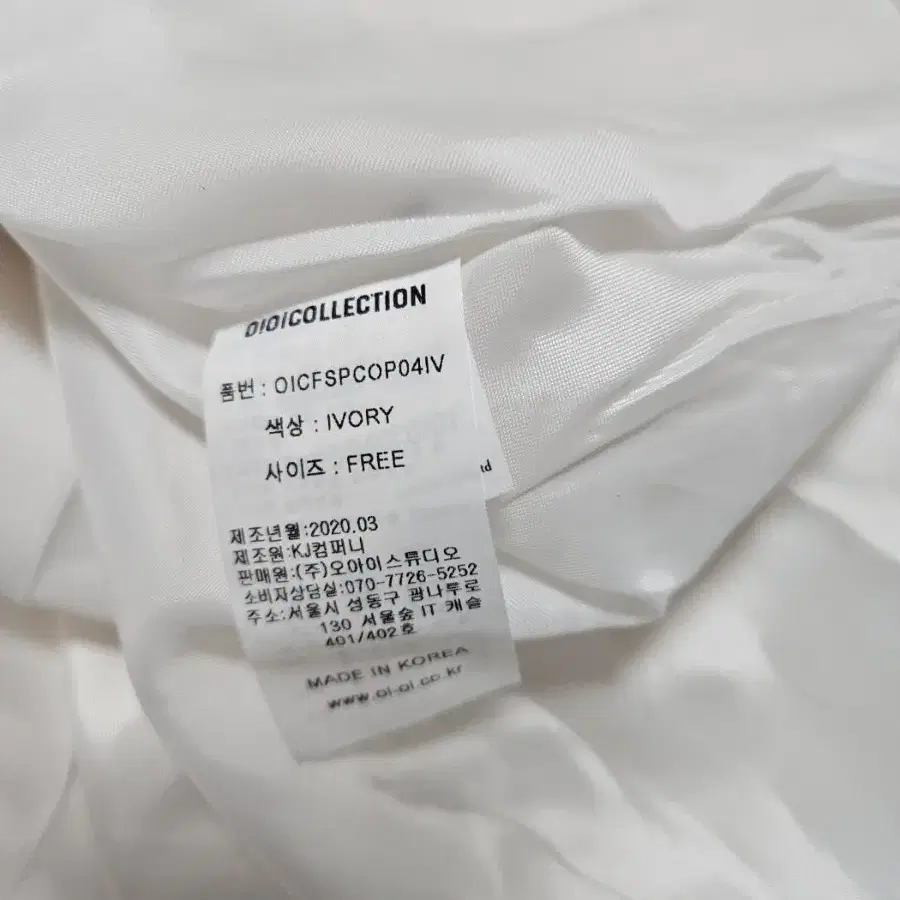 OIOICOLLECTION
품번 : OICFSPCOP04IV
색상 : IVORY
사이즈 : FREE
제조년월:2020.03
제조원:KJ컴퍼니
판매원:(주)오아이스튜디오
소비자상담실:070-7726-5252
주소:서울시 성동구 광나루로
130 서울숲 IT 캐슬
401/402호
MADE IN KOREA
www.oi-oi.co.kr